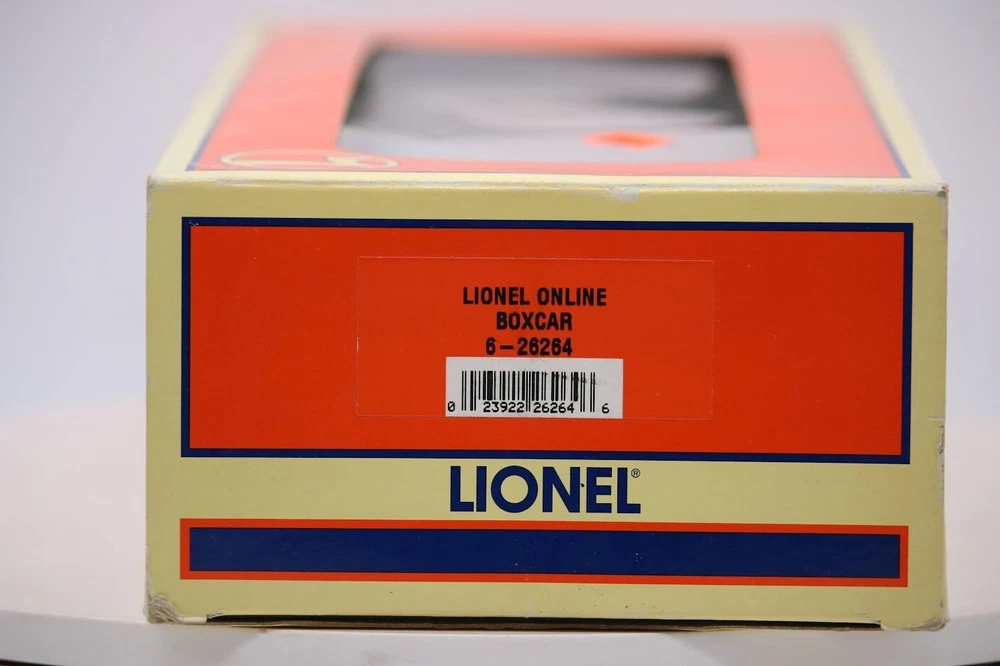 LIONEL ONLINE
BOXCAR
6-26264
0 23922 26264 6
LIONEL®